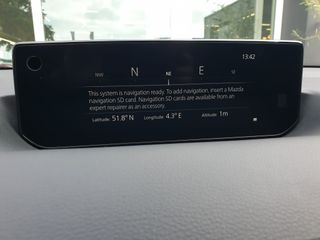 13:42
NW N NE E SE
This system is navigation ready. To add navigation, insert a Mazda
navigation SD card. Navigation SD cards are available from an
expert repairer as an accessory.
Latitude: 51.8° N Longitude 4.3° E Altitude 1m